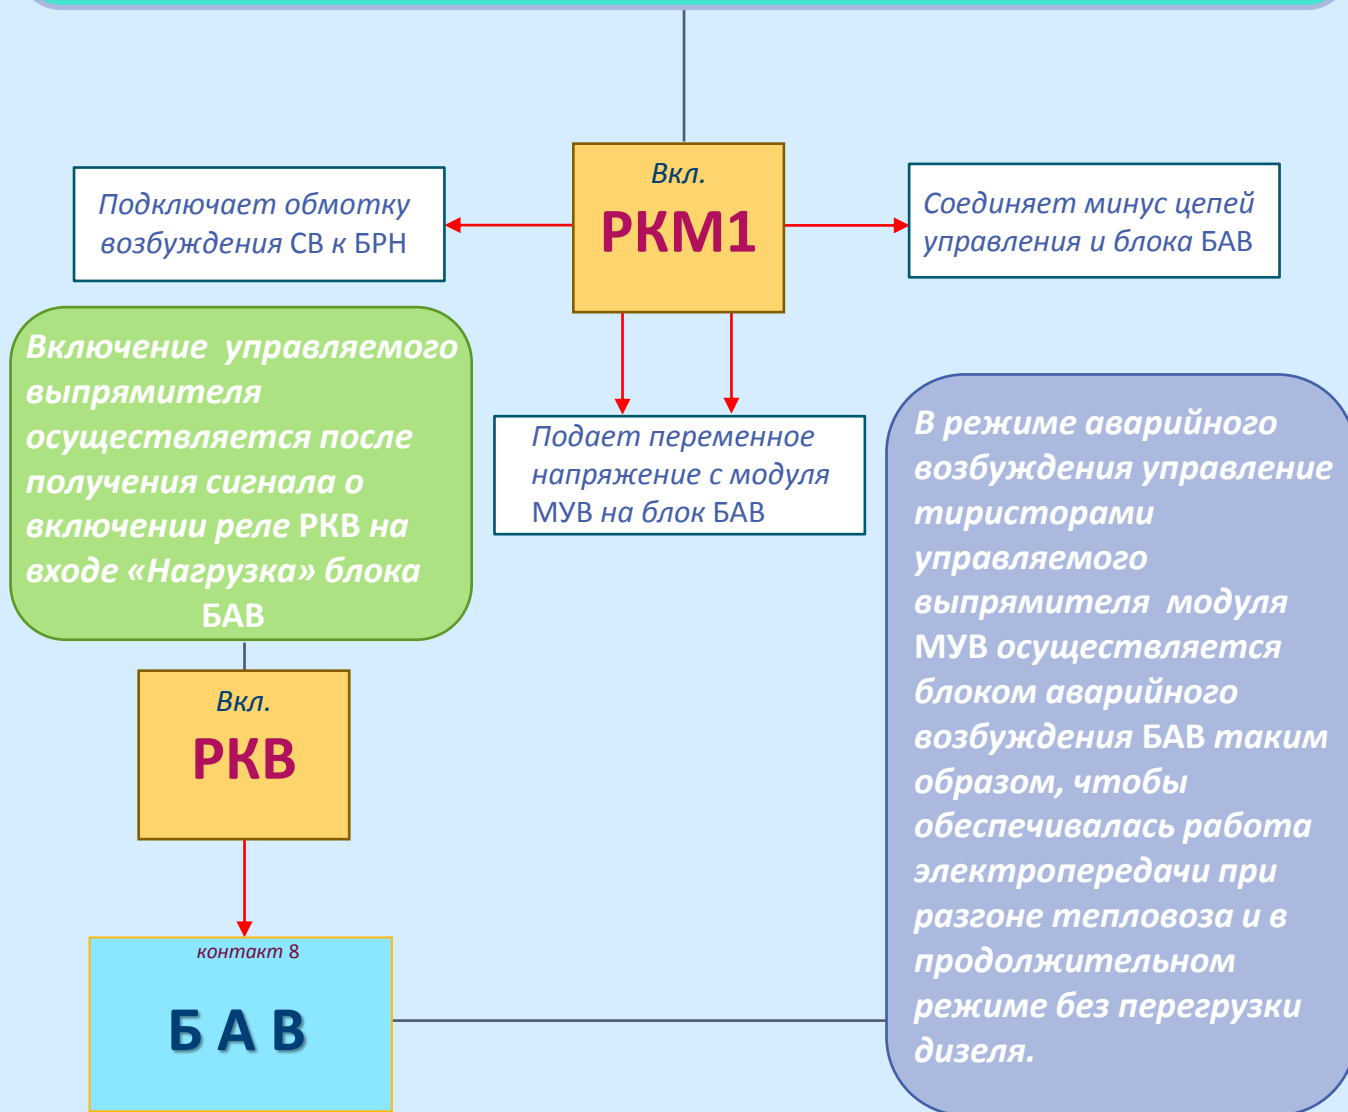 Вкл.
РКМ1
Подключает обмотку
возбуждения СВ к БРН
Соединяет минус цепей
управления и блока БАВ
Включение управляемого
выпрямителя
осуществляется после
получения сигнала о
включении реле РКВ на
входе «Нагрузка» блока
БАВ
Подает переменное
напряжение с модуля
МУВ на блок БАВ
В режиме аварийного
возбуждения управление
тиристорами
управляемого
выпрямителя модуля
МУВ осуществляется
блоком аварийного
возбуждения БАВ таким
образом, чтобы
обеспечивалась работа
электропередачи при
разгоне тепловоза и в
продолжительном
режиме без перегрузки
дизеля.
Вкл.
РКВ
контакт 8
Б А В